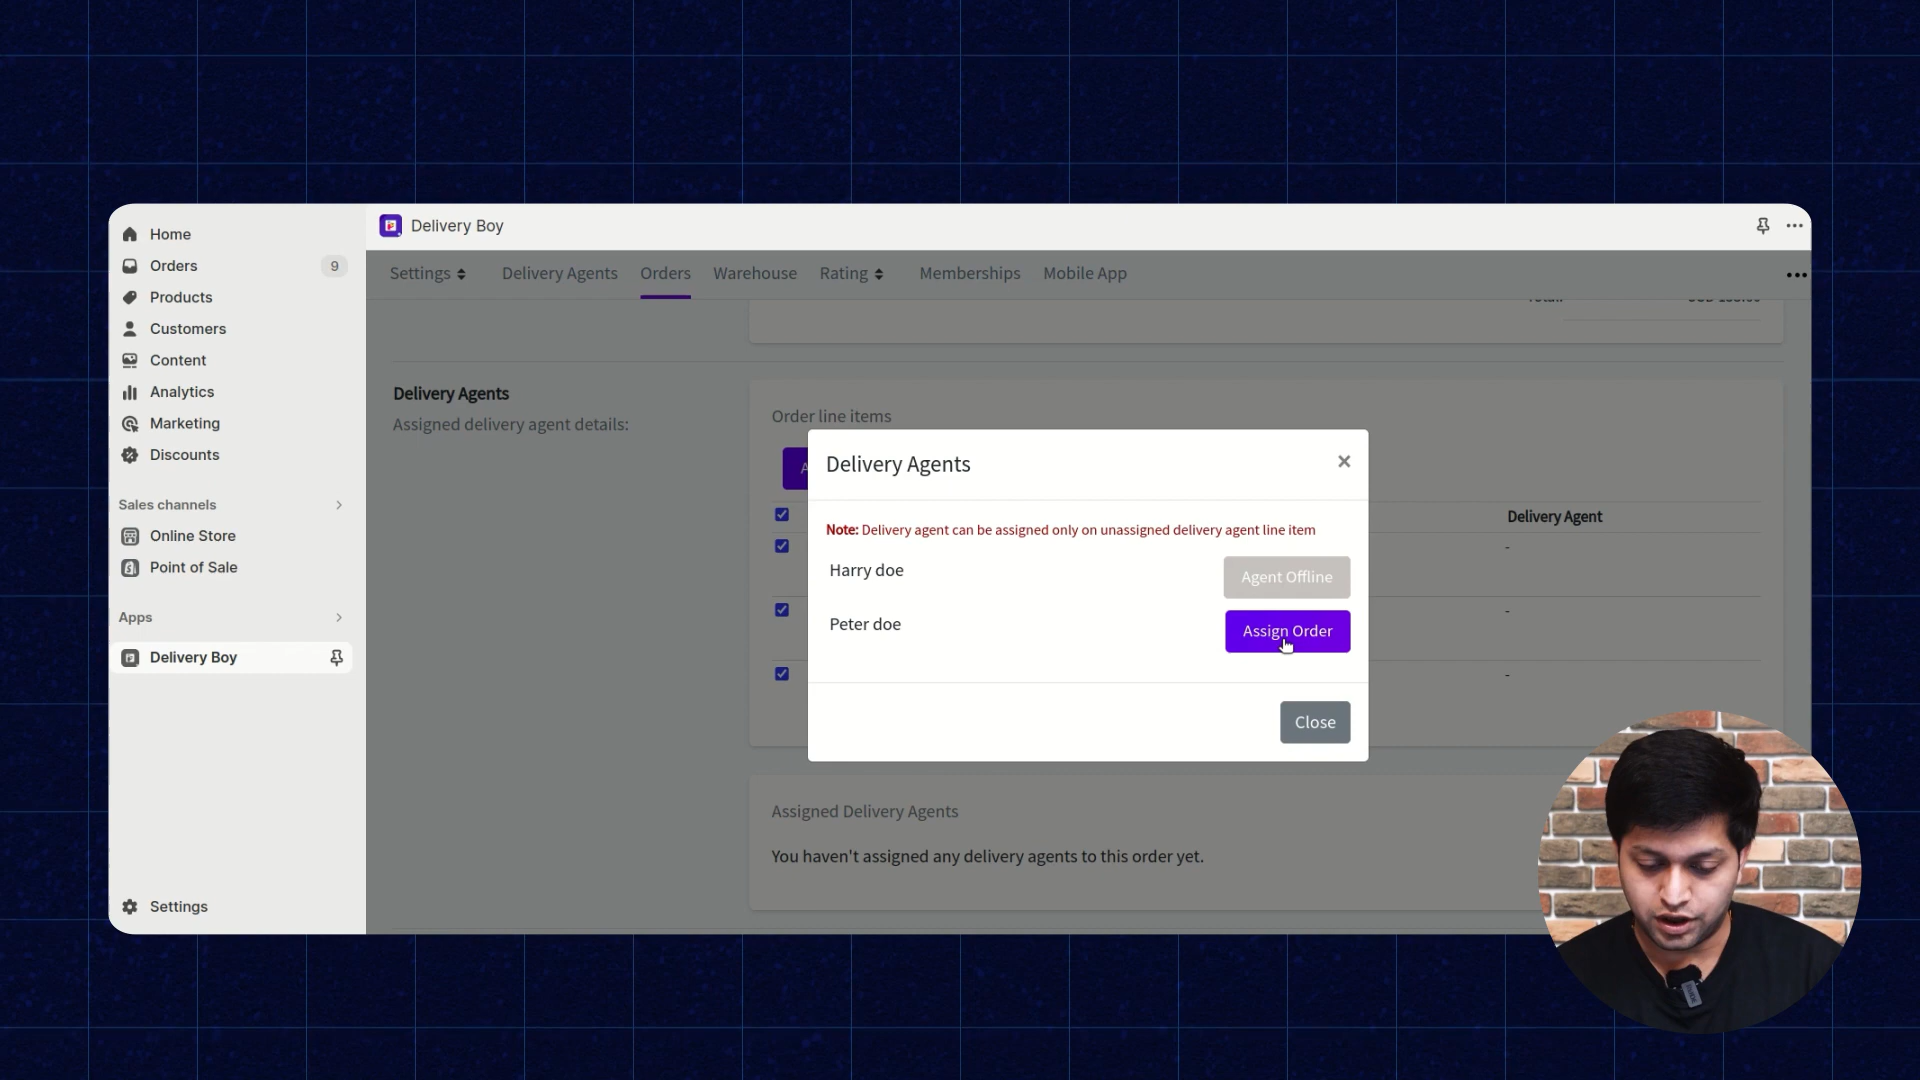 Home
Orders
9
Products
Customers
Content
Analytics
Marketing
Discounts
Sales channels
Online Store
Point of Sale
Apps
Delivery Boy
Settings
Delivery Boy
Settings
Delivery Agents
Orders
Warehouse
Rating
Memberships
Mobile App
Delivery Agents
Assigned delivery agent details:
Order line items
Delivery Agent
-
-
-
Delivery Agents
×
Note: Delivery agent can be assigned only on unassigned delivery agent line item
Harry doe
Agent Offline
Peter doe
Assign Order
Close
Assigned Delivery Agents
You haven't assigned any delivery agents to this order yet.